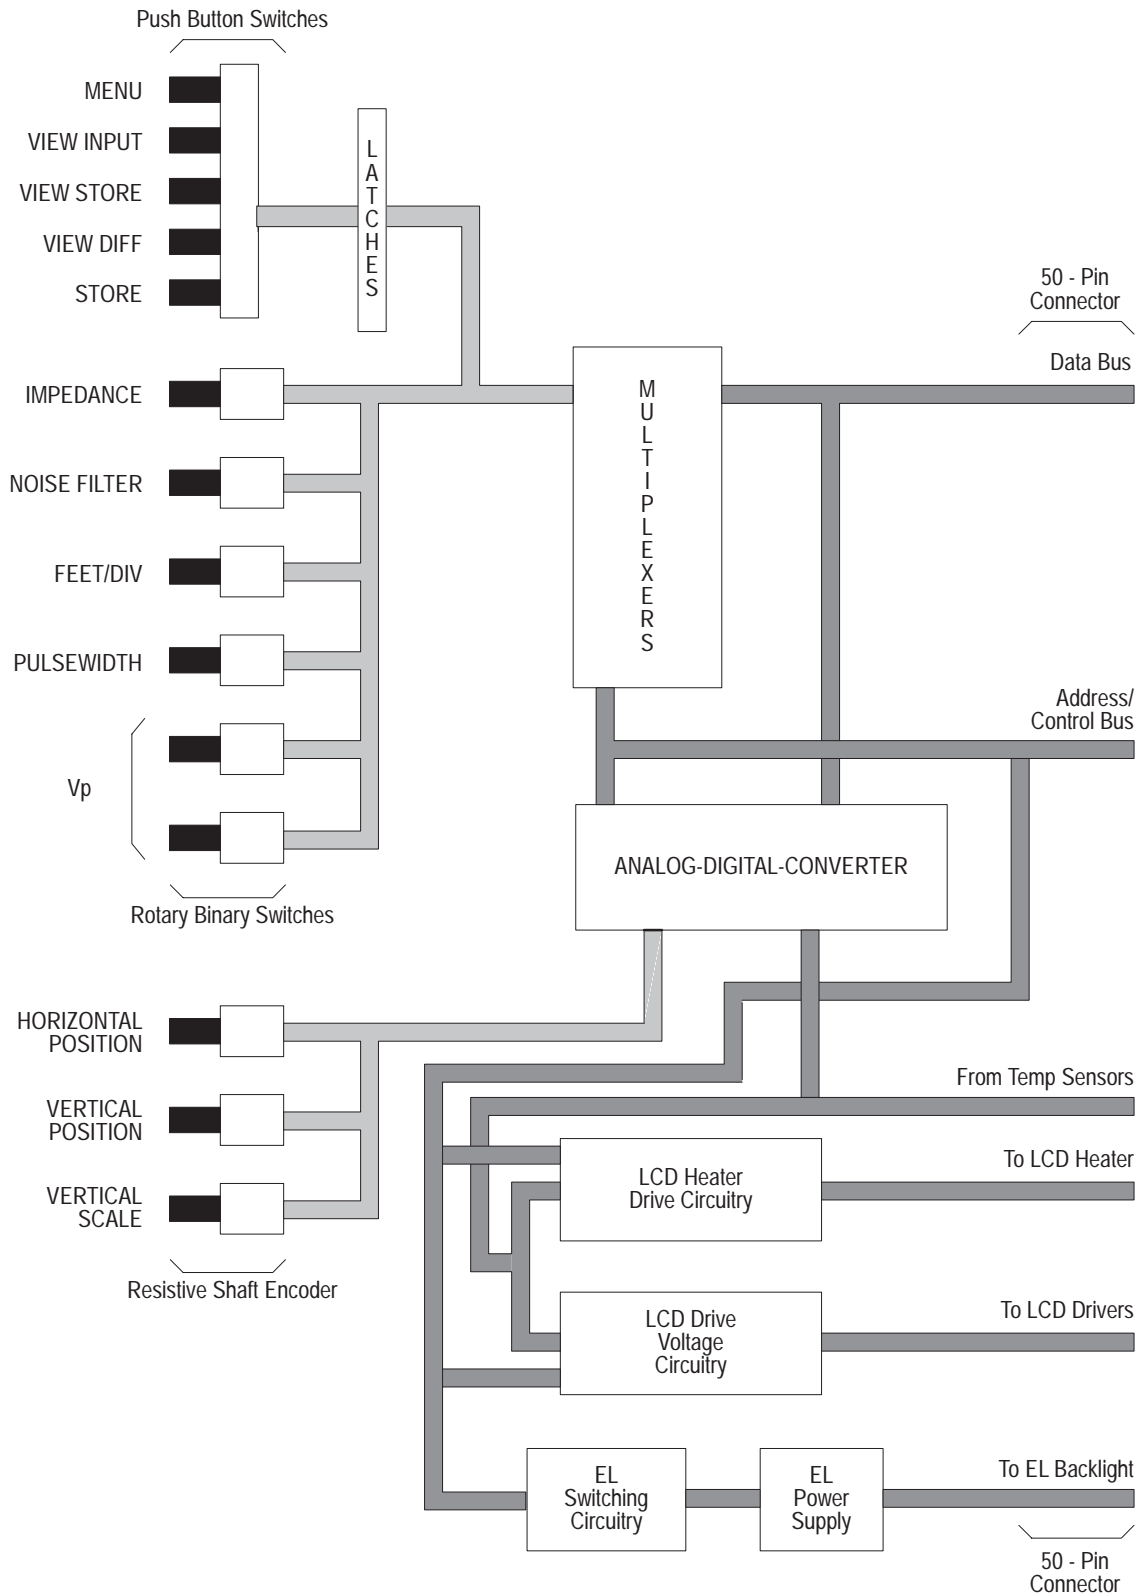 Push Button Switches
MENU
VIEW INPUT
VIEW STORE
VIEW DIFF
STORE
LATCHES
50 - Pin
Connector
Data Bus
IMPEDANCE
NOISE FILTER
FEET/DIV
PULSEWIDTH
Vp
Rotary Binary Switches
MULTIPLEXERS
Address/
Control Bus
ANALOG-DIGITAL-CONVERTER
HORIZONTAL
POSITION
VERTICAL
POSITION
VERTICAL
SCALE
Resistive Shaft Encoder
From Temp Sensors
LCD Heater
Drive Circuitry
To LCD Heater
LCD Drive
Voltage
Circuitry
To LCD Drivers
EL
Switching
Circuitry
EL
Power
Supply
To EL Backlight
50 - Pin
Connector